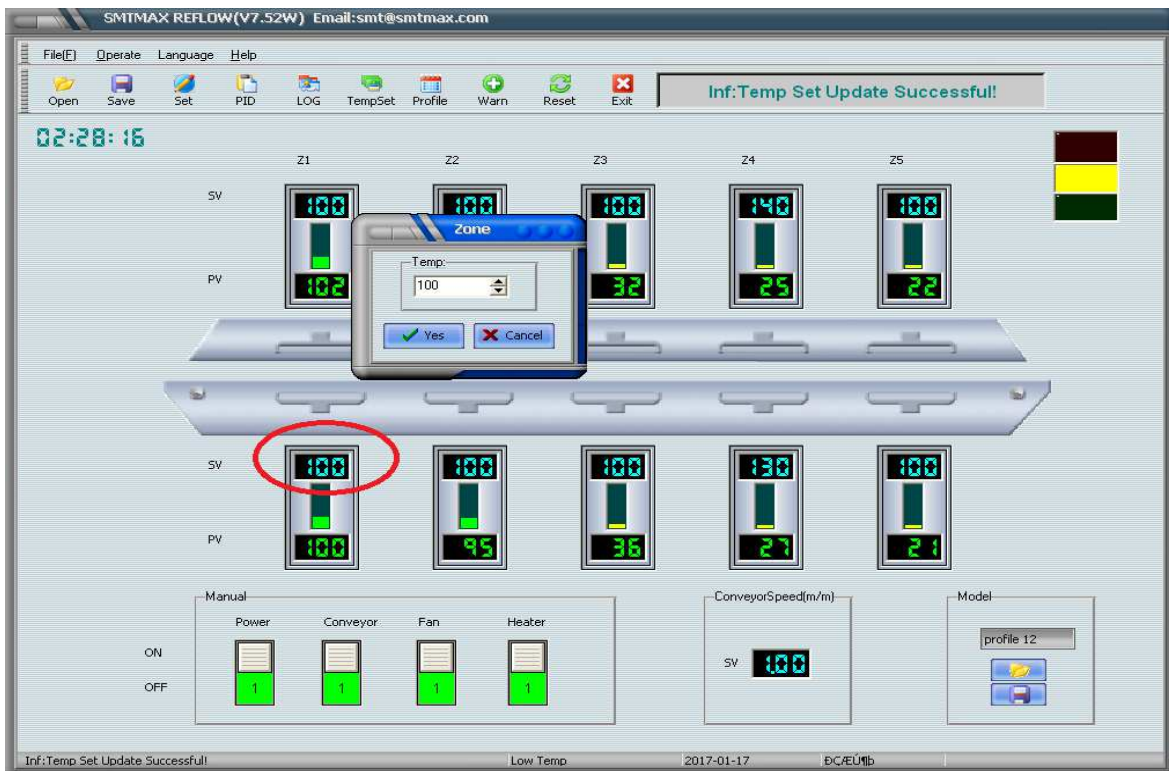 SMTMAX REFLOW(V7.52W) Email:smt@smtmax.com
File(F) Operate Language Help
Open Save Set PID LOG TempSet Profile Warn Reset Exit
Inf:Temp Set Update Successful!
02:28:16
Z1 Z2 Z3 Z4 Z5
SV 100 100 100 140 100
Zone
Temp:
100
Yes Cancel
PV 102 32 25 22
SV 100 100 100 130 100
PV 100 95 36 27 21
Manual
Power Conveyor Fan Heater
ON
OFF 1 1 1 1
ConveyorSpeed(m/m)
SV 1.00
Model
profile 12
Inf:Temp Set Update Successful! Low Temp 2017-01-17 ÐÇÆÚ¶þ